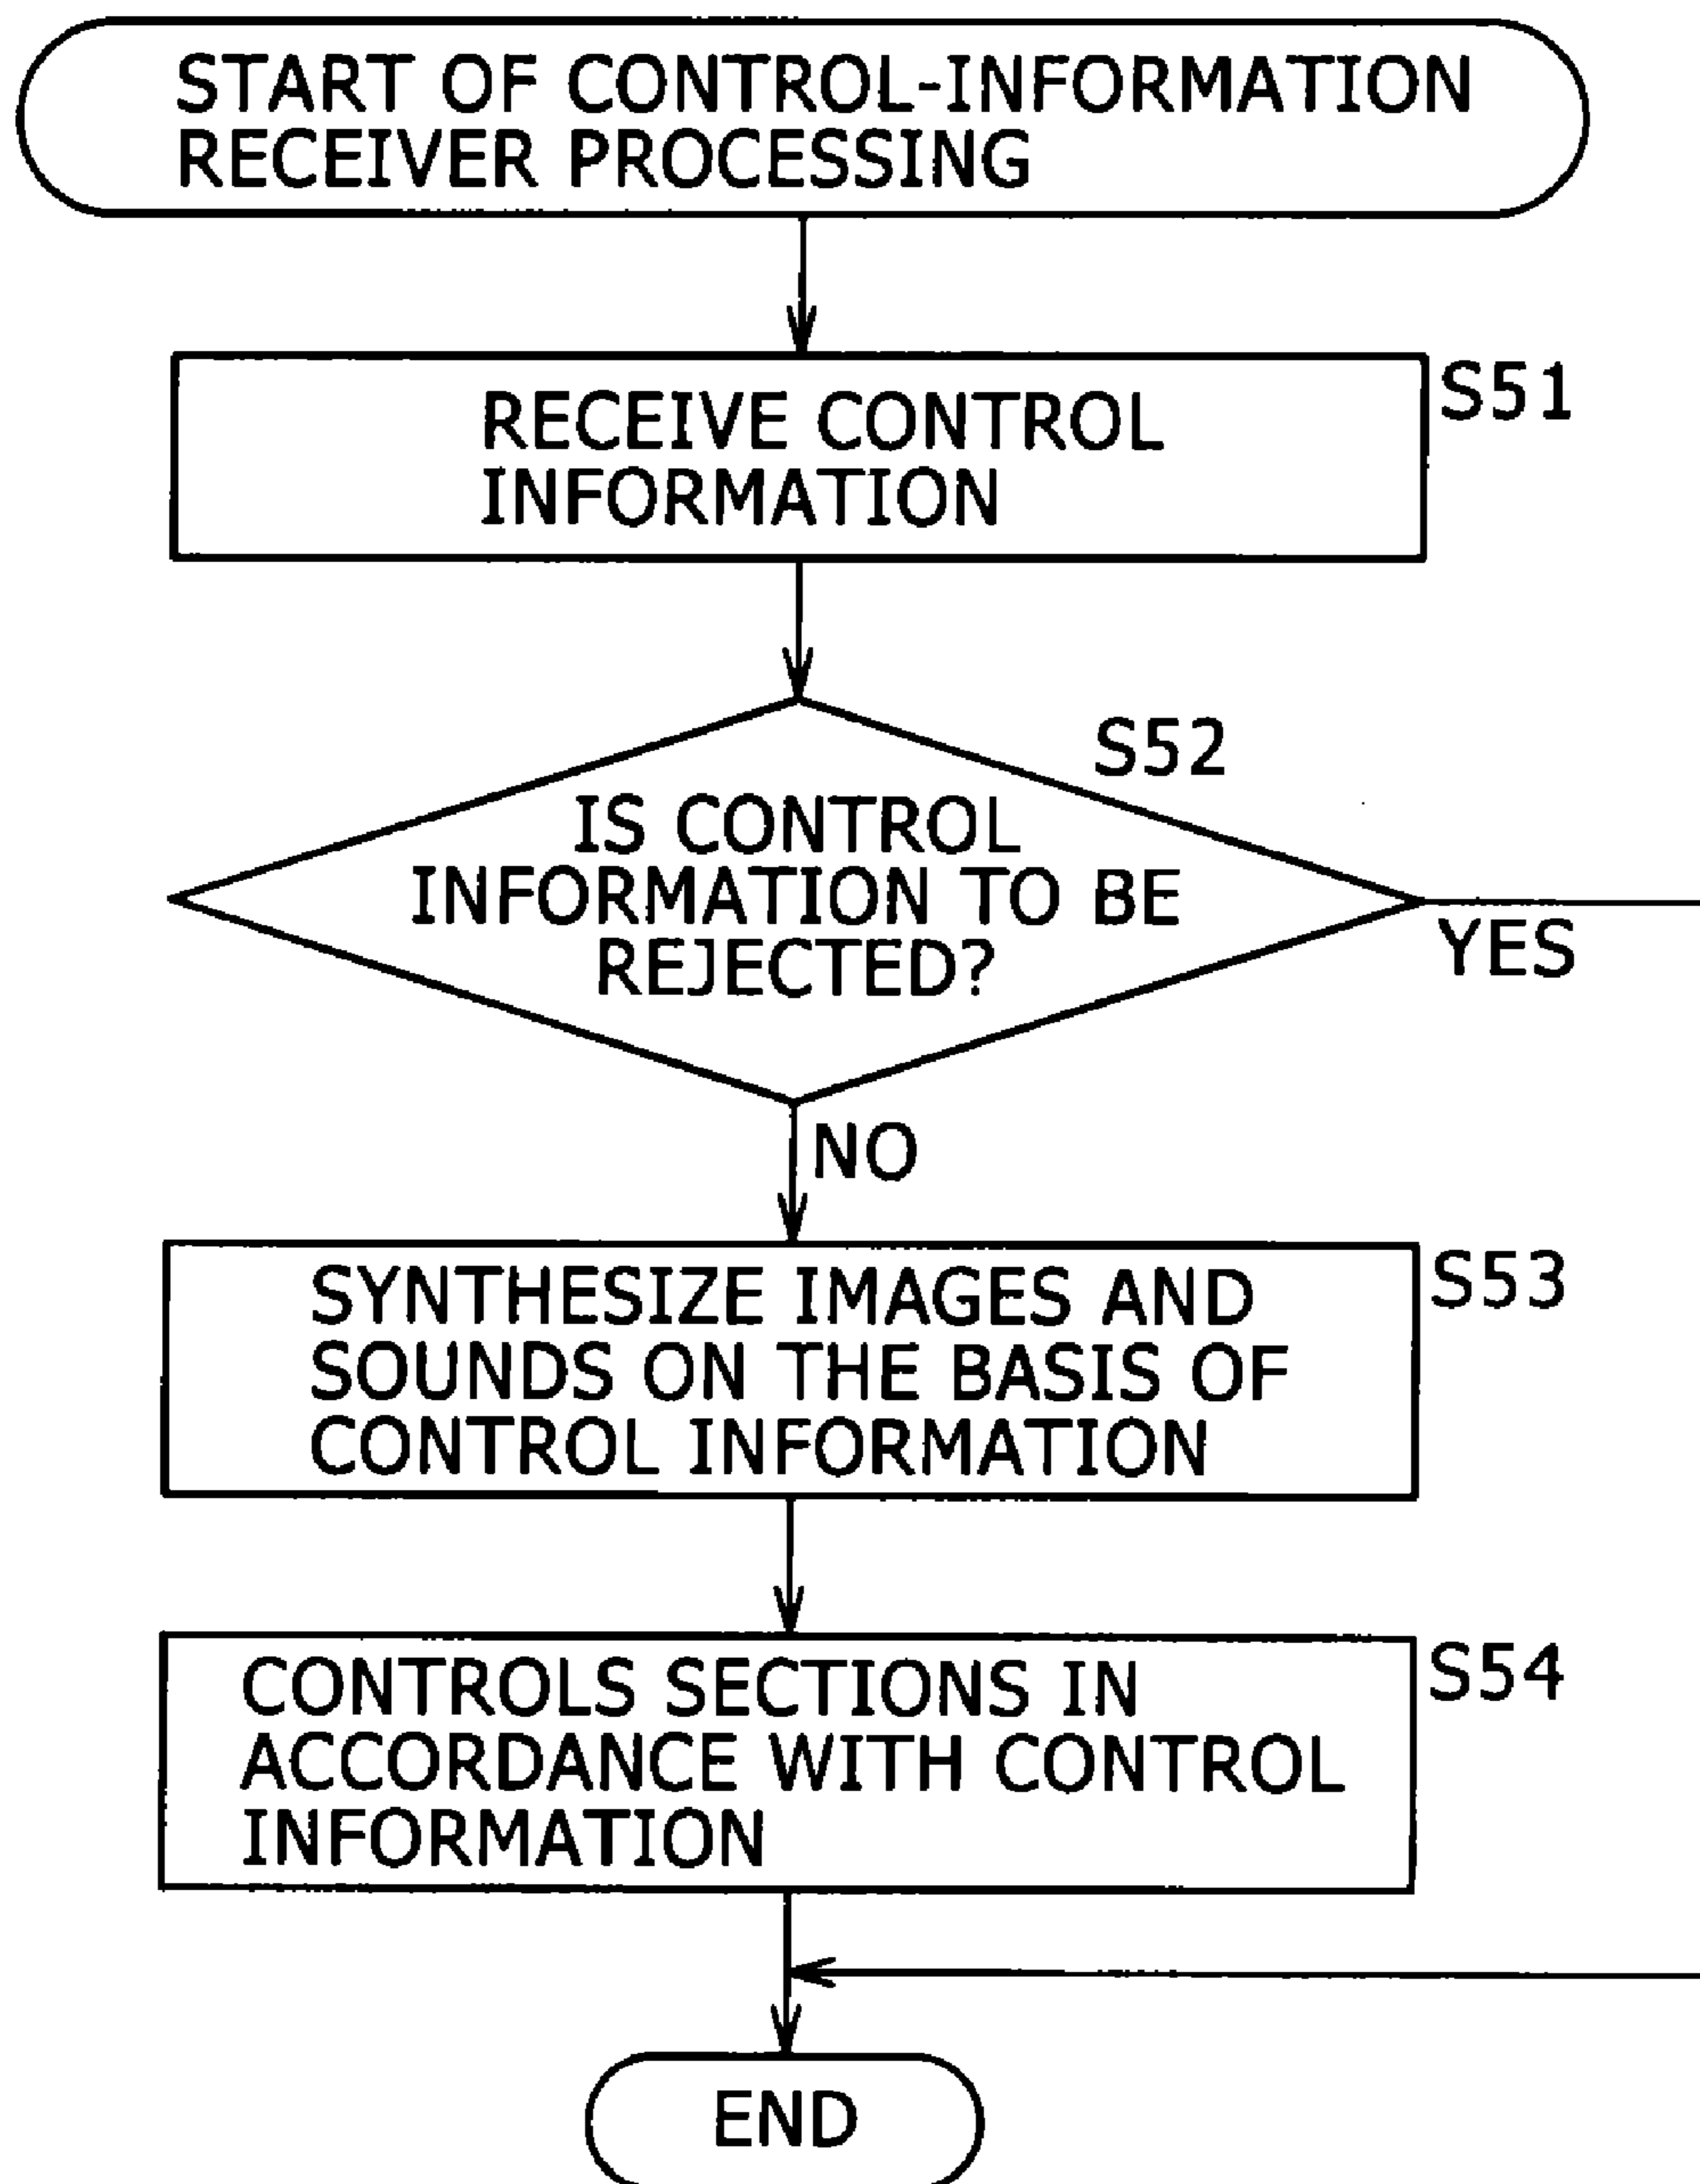 START OF CONTROL-INFORMATION
RECEIVER PROCESSING
RECEIVE CONTROL
INFORMATION
S51
S52
IS CONTROL
INFORMATION TO BE
REJECTED?
YES
NO
SYNTHESIZE IMAGES AND
SOUNDS ON THE BASIS OF
CONTROL INFORMATION
S53
CONTROLS SECTIONS IN
ACCORDANCE WITH CONTROL
INFORMATION
S54
END